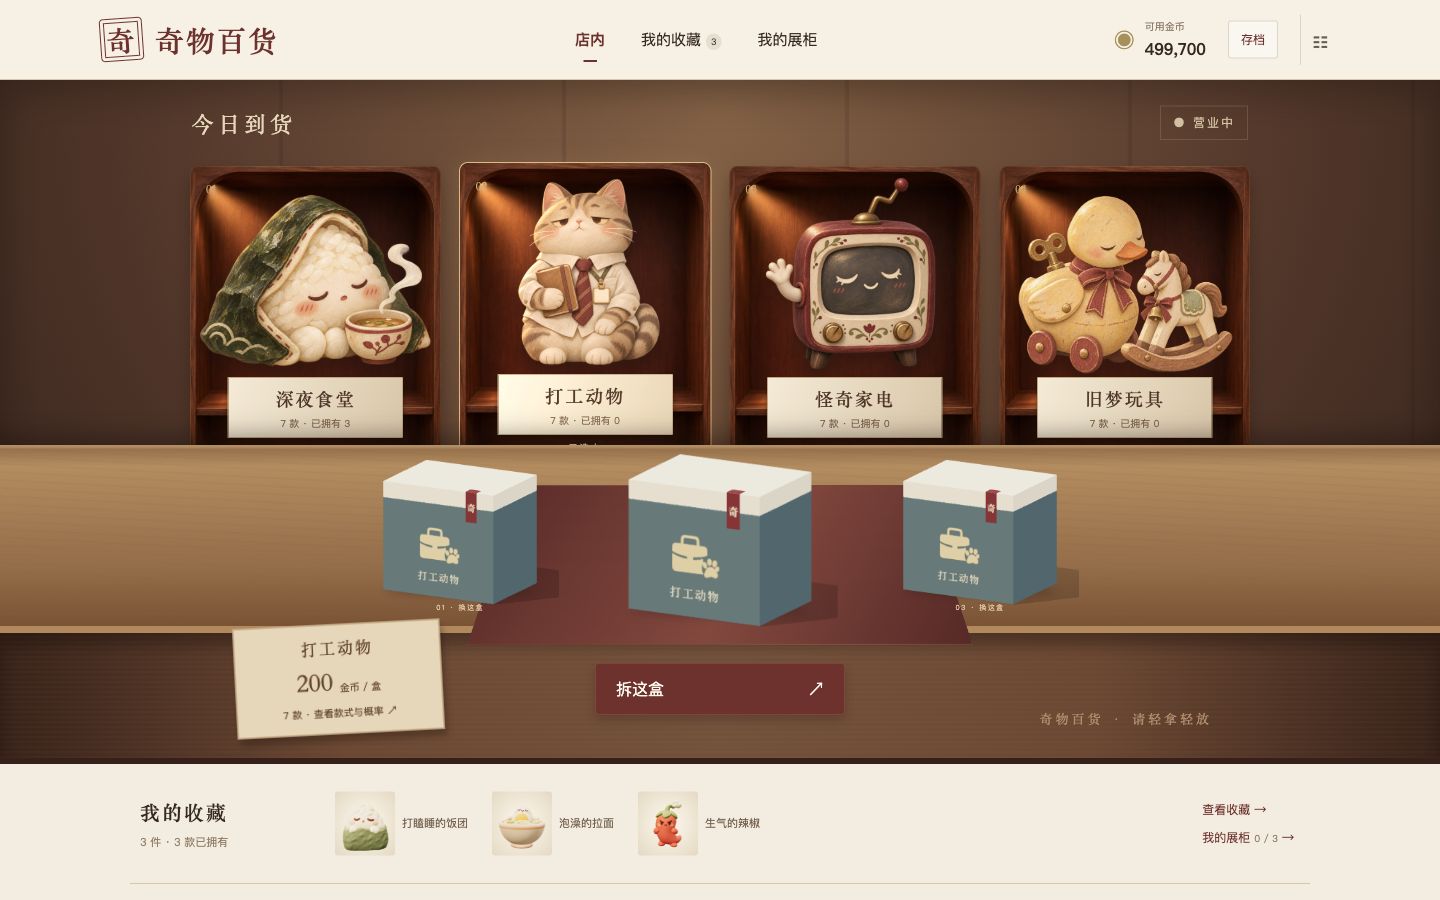 奇 奇物百货
店内 我的收藏 3 我的展柜
可用金币
499,700
存档
今日到货
营业中
深夜食堂
7 款 · 已拥有 3
打工动物
7 款 · 已拥有 0
怪奇家电
7 款 · 已拥有 0
旧梦玩具
7 款 · 已拥有 0
奇
打工动物
01 · 换这盒
奇
打工动物
奇
打工动物
03 · 换这盒
打工动物
200 金币 / 盒
7 款 · 查看款式与概率 ↗
拆这盒 ↗
奇物百货 · 请轻拿轻放
我的收藏
3 件 · 3 款已拥有
打瞌睡的饭团
泡澡的拉面
生气的辣椒
查看收藏 →
我的展柜 0 / 3 →